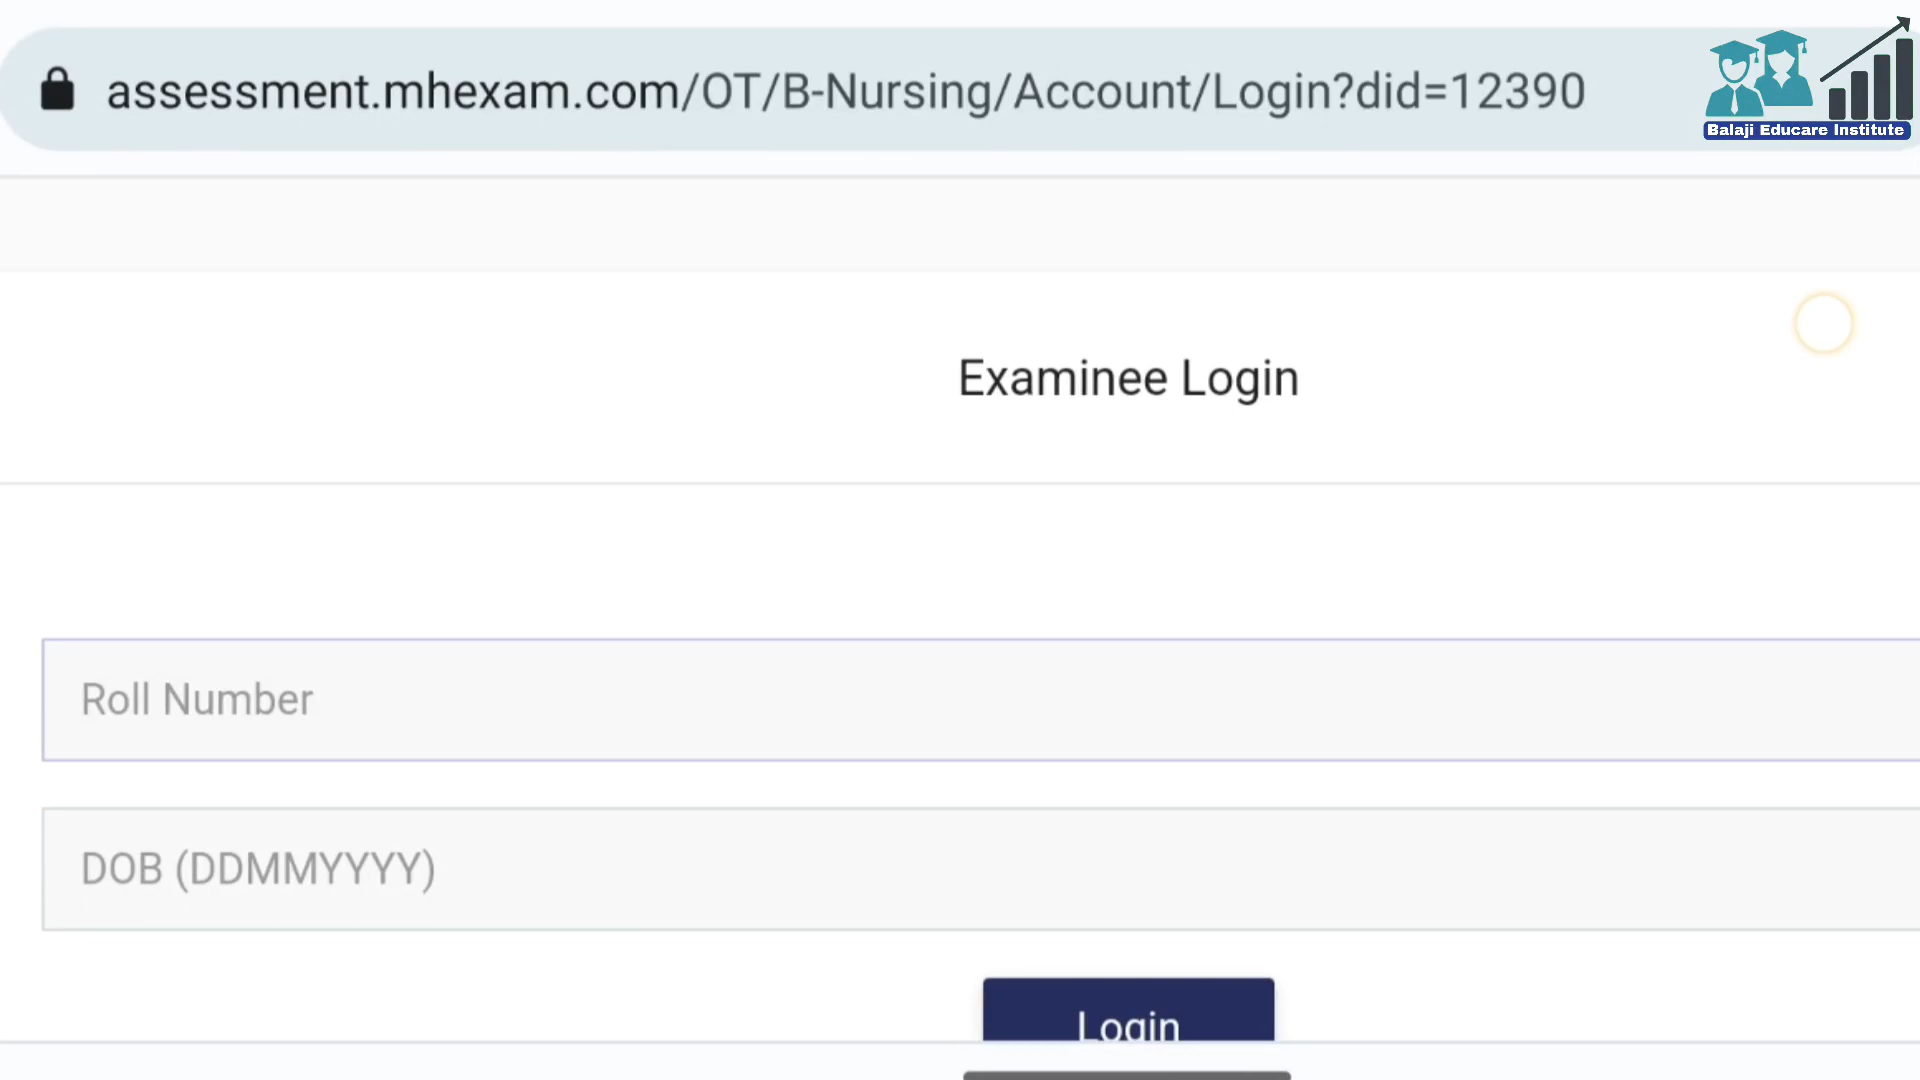 assessment.mhexam.com/OT/B-Nursing/Account/Login?did=12390
Balaji Educare Institute
Examinee Login
Roll Number
DOB (DDMMYYYY)
Login